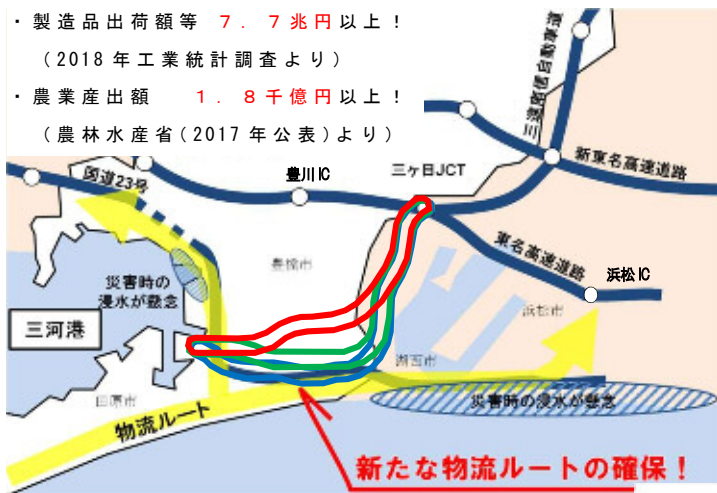 ・製造品出荷額等 ７．７兆円以上！
（2018年工業統計調査より）
・農業産出額 １．８千億円以上！
（農林水産省(2017年公表)より）
三遠南信自動車道
新東名高速道路
国道23号
豊川IC
三ヶ日JCT
東名高速道路
浜松IC
災害時の
浸水が懸念
豊橋市
浜松市
三河港
湖西市
田原市
物流ルート
災害時の浸水が懸念
新たな物流ルートの確保！